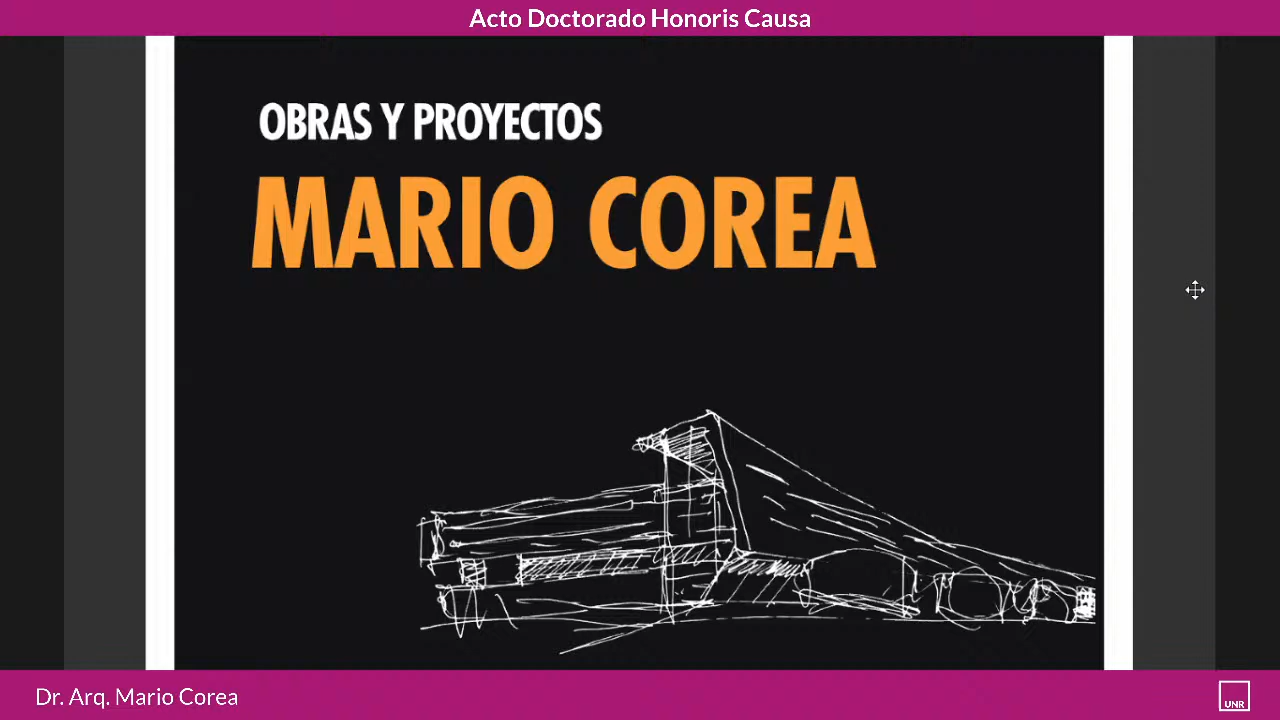 Acto Doctorado Honoris Causa
OBRAS Y PROYECTOS
MARIO COREA
Dr. Arq. Mario Corea
UNR